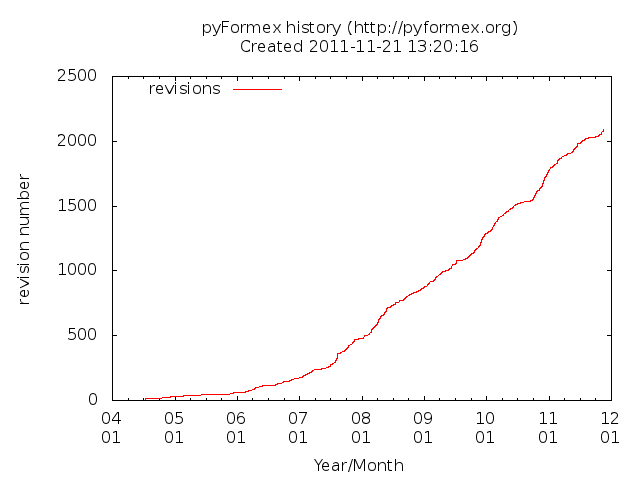 pyFormex history (http://pyformex.org)
Created 2011-11-21 13:20:16
2500
revisions
2000
1500
revision number
1000
500
0
04 05 06 07 08 09 10 11 12
01 01 01 01 01 01 01 01 01
Year/Month